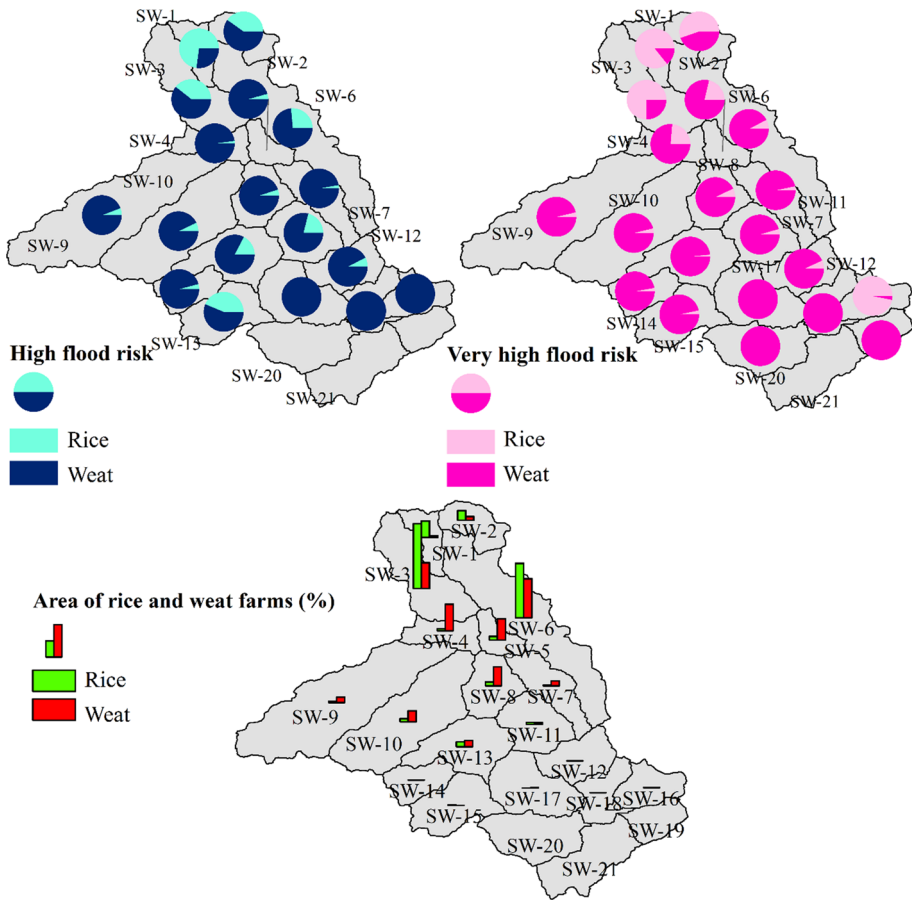 SW-1
SW-2
SW-3
SW-6
SW-4
SW-10
SW-7
SW-9
SW-12
SW-15
SW-20
SW-21
High flood risk
Rice
Weat
SW-1
SW-2
SW-3
SW-6
SW-4
SW-8
SW-10
SW-11
SW-7
SW-9
SW-12
SW-17
SW-14
SW-15
SW-20
SW-21
Very high flood risk
Rice
Weat
SW-2
SW-1
SW-3
Area of rice and weat farms (%)
Rice
Weat
SW-6
SW-4
SW-5
SW-8
SW-7
SW-9
SW-11
SW-10
SW-13
SW-12
SW-14
SW-17
SW-18
SW-16
SW-15
SW-19
SW-20
SW-21